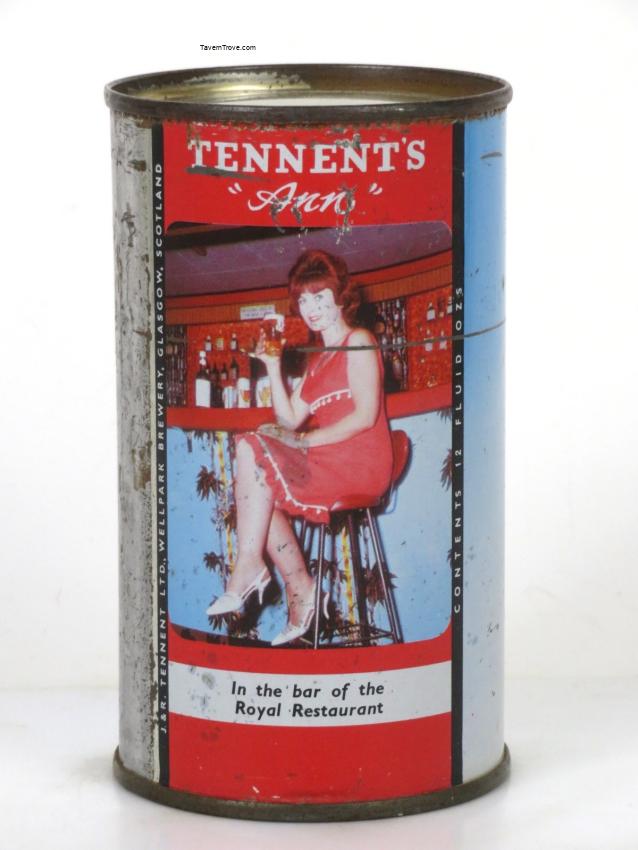 TavernTrove.com
TENNENT'S
"Ann"
J. & R. TENNENT LTD., WELLPARK BREWERY, GLASGOW, SCOTLAND
CONTENTS 12 FLUID OZS
In the bar of the
Royal Restaurant